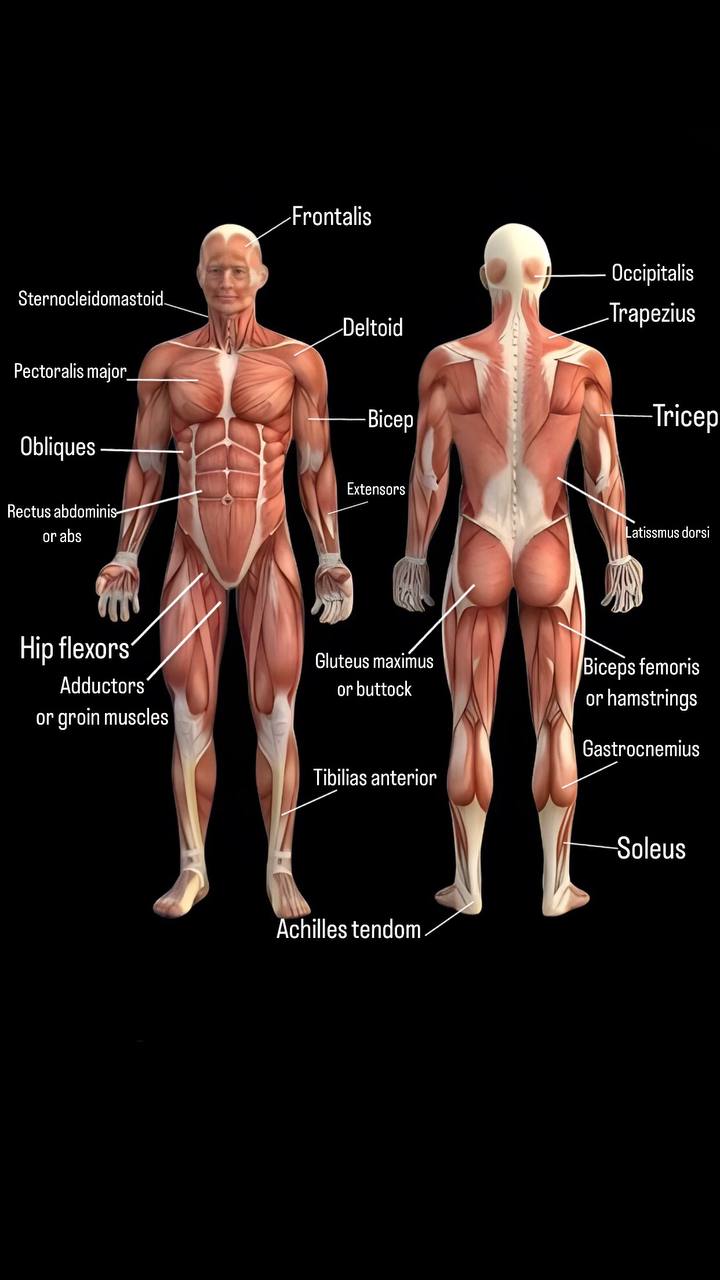 Frontalis
Sternocleidomastoid
Deltoid
Pectoralis major
Bicep
Obliques
Extensors
Rectus abdominis
or abs
Hip flexors
Adductors
or groin muscles
Tibilias anterior
Achilles tendom
Occipitalis
Trapezius
Tricep
Latissmus dorsi
Gluteus maximus
or buttock
Biceps femoris
or hamstrings
Gastrocnemius
Soleus